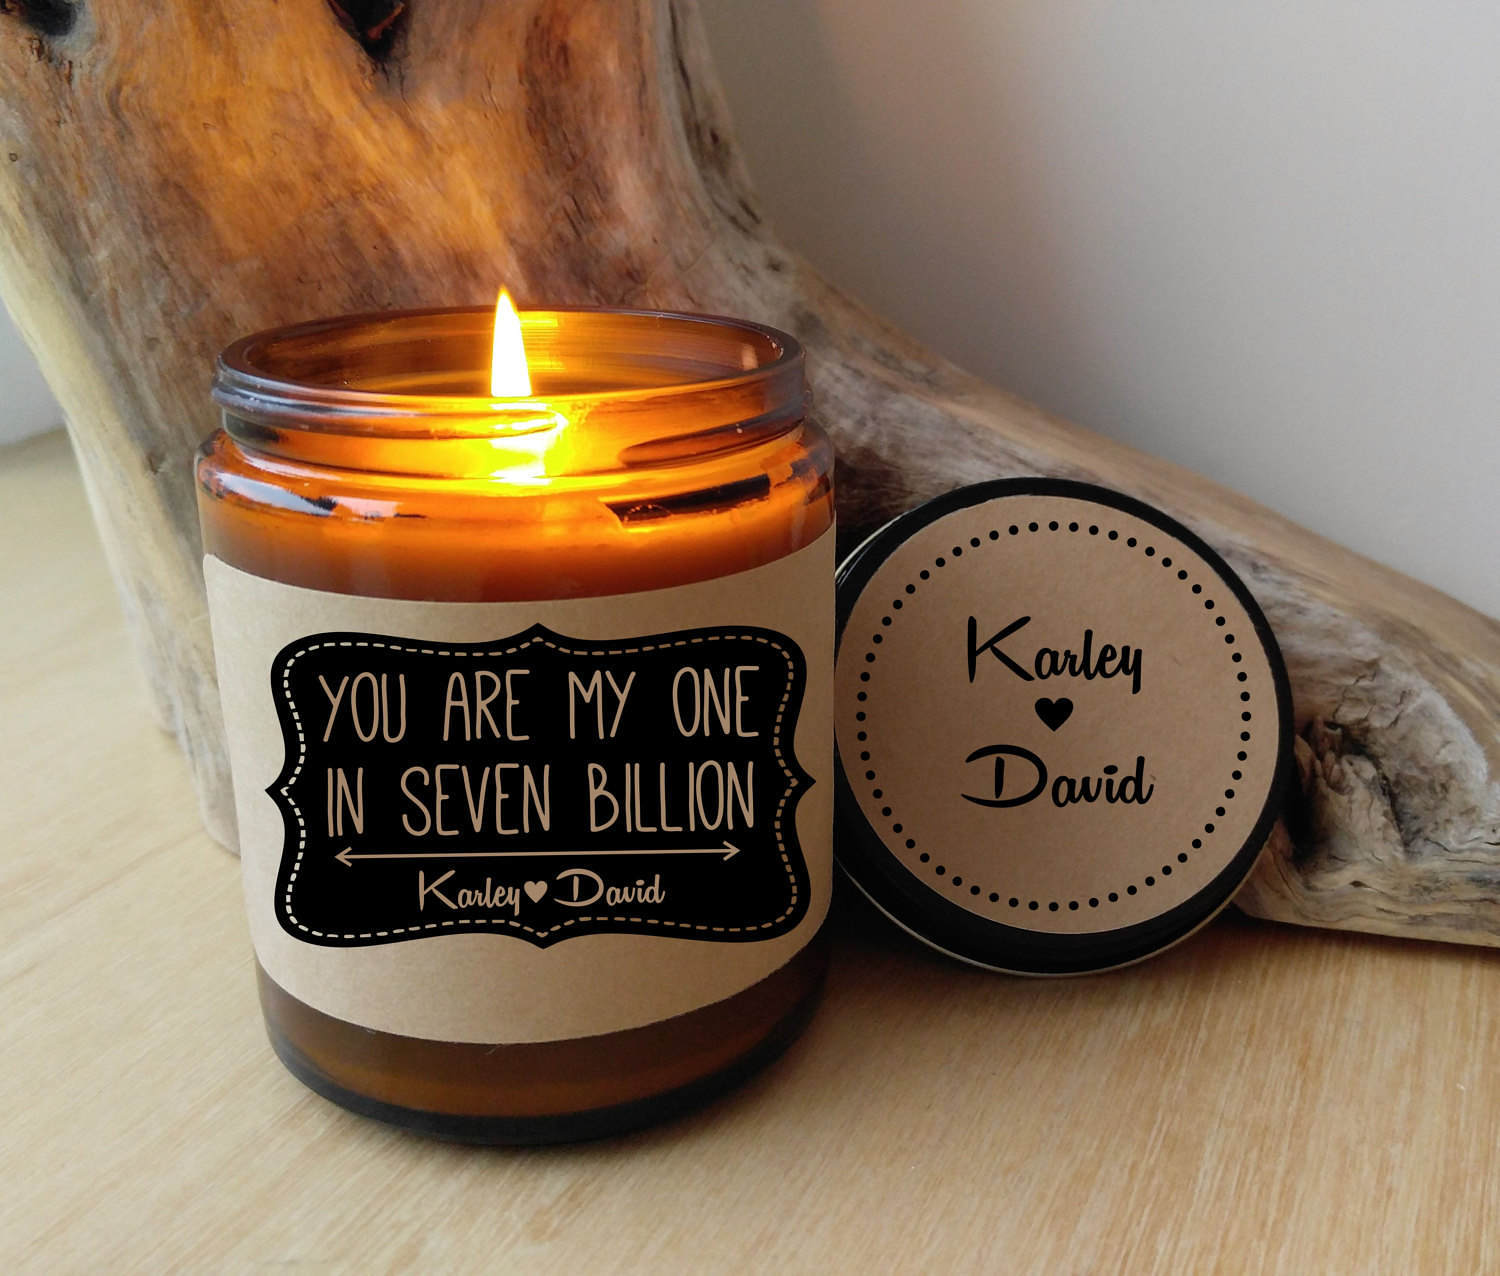 YOU ARE MY ONE
IN SEVEN BILLION
Karley♥David
Karley
♥
David